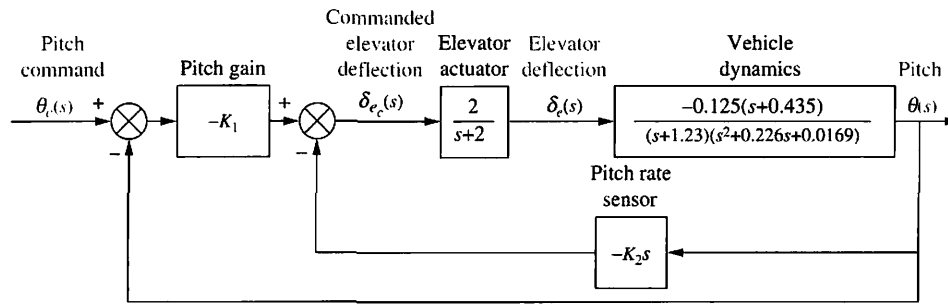 Pitch
command
θc(s)
+
−
Pitch gain
−K₁
+
−
Commanded
elevator
deflection
δec(s)
Elevator
actuator
2
s+2
Elevator
deflection
δe(s)
Vehicle
dynamics
−0.125(s+0.435)
(s+1.23)(s²+0.226s+0.0169)
Pitch
θ(s)
Pitch rate
sensor
−K₂s